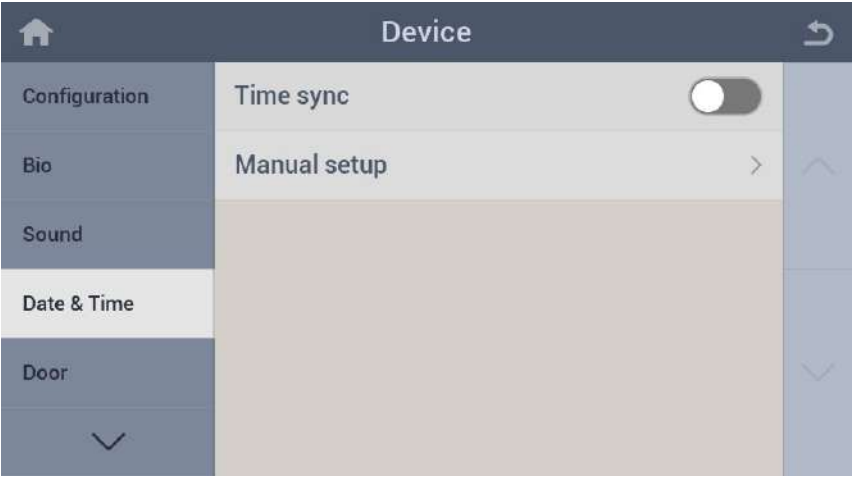 Device
Configuration
Bio
Sound
Date & Time
Door
Time sync
Manual setup